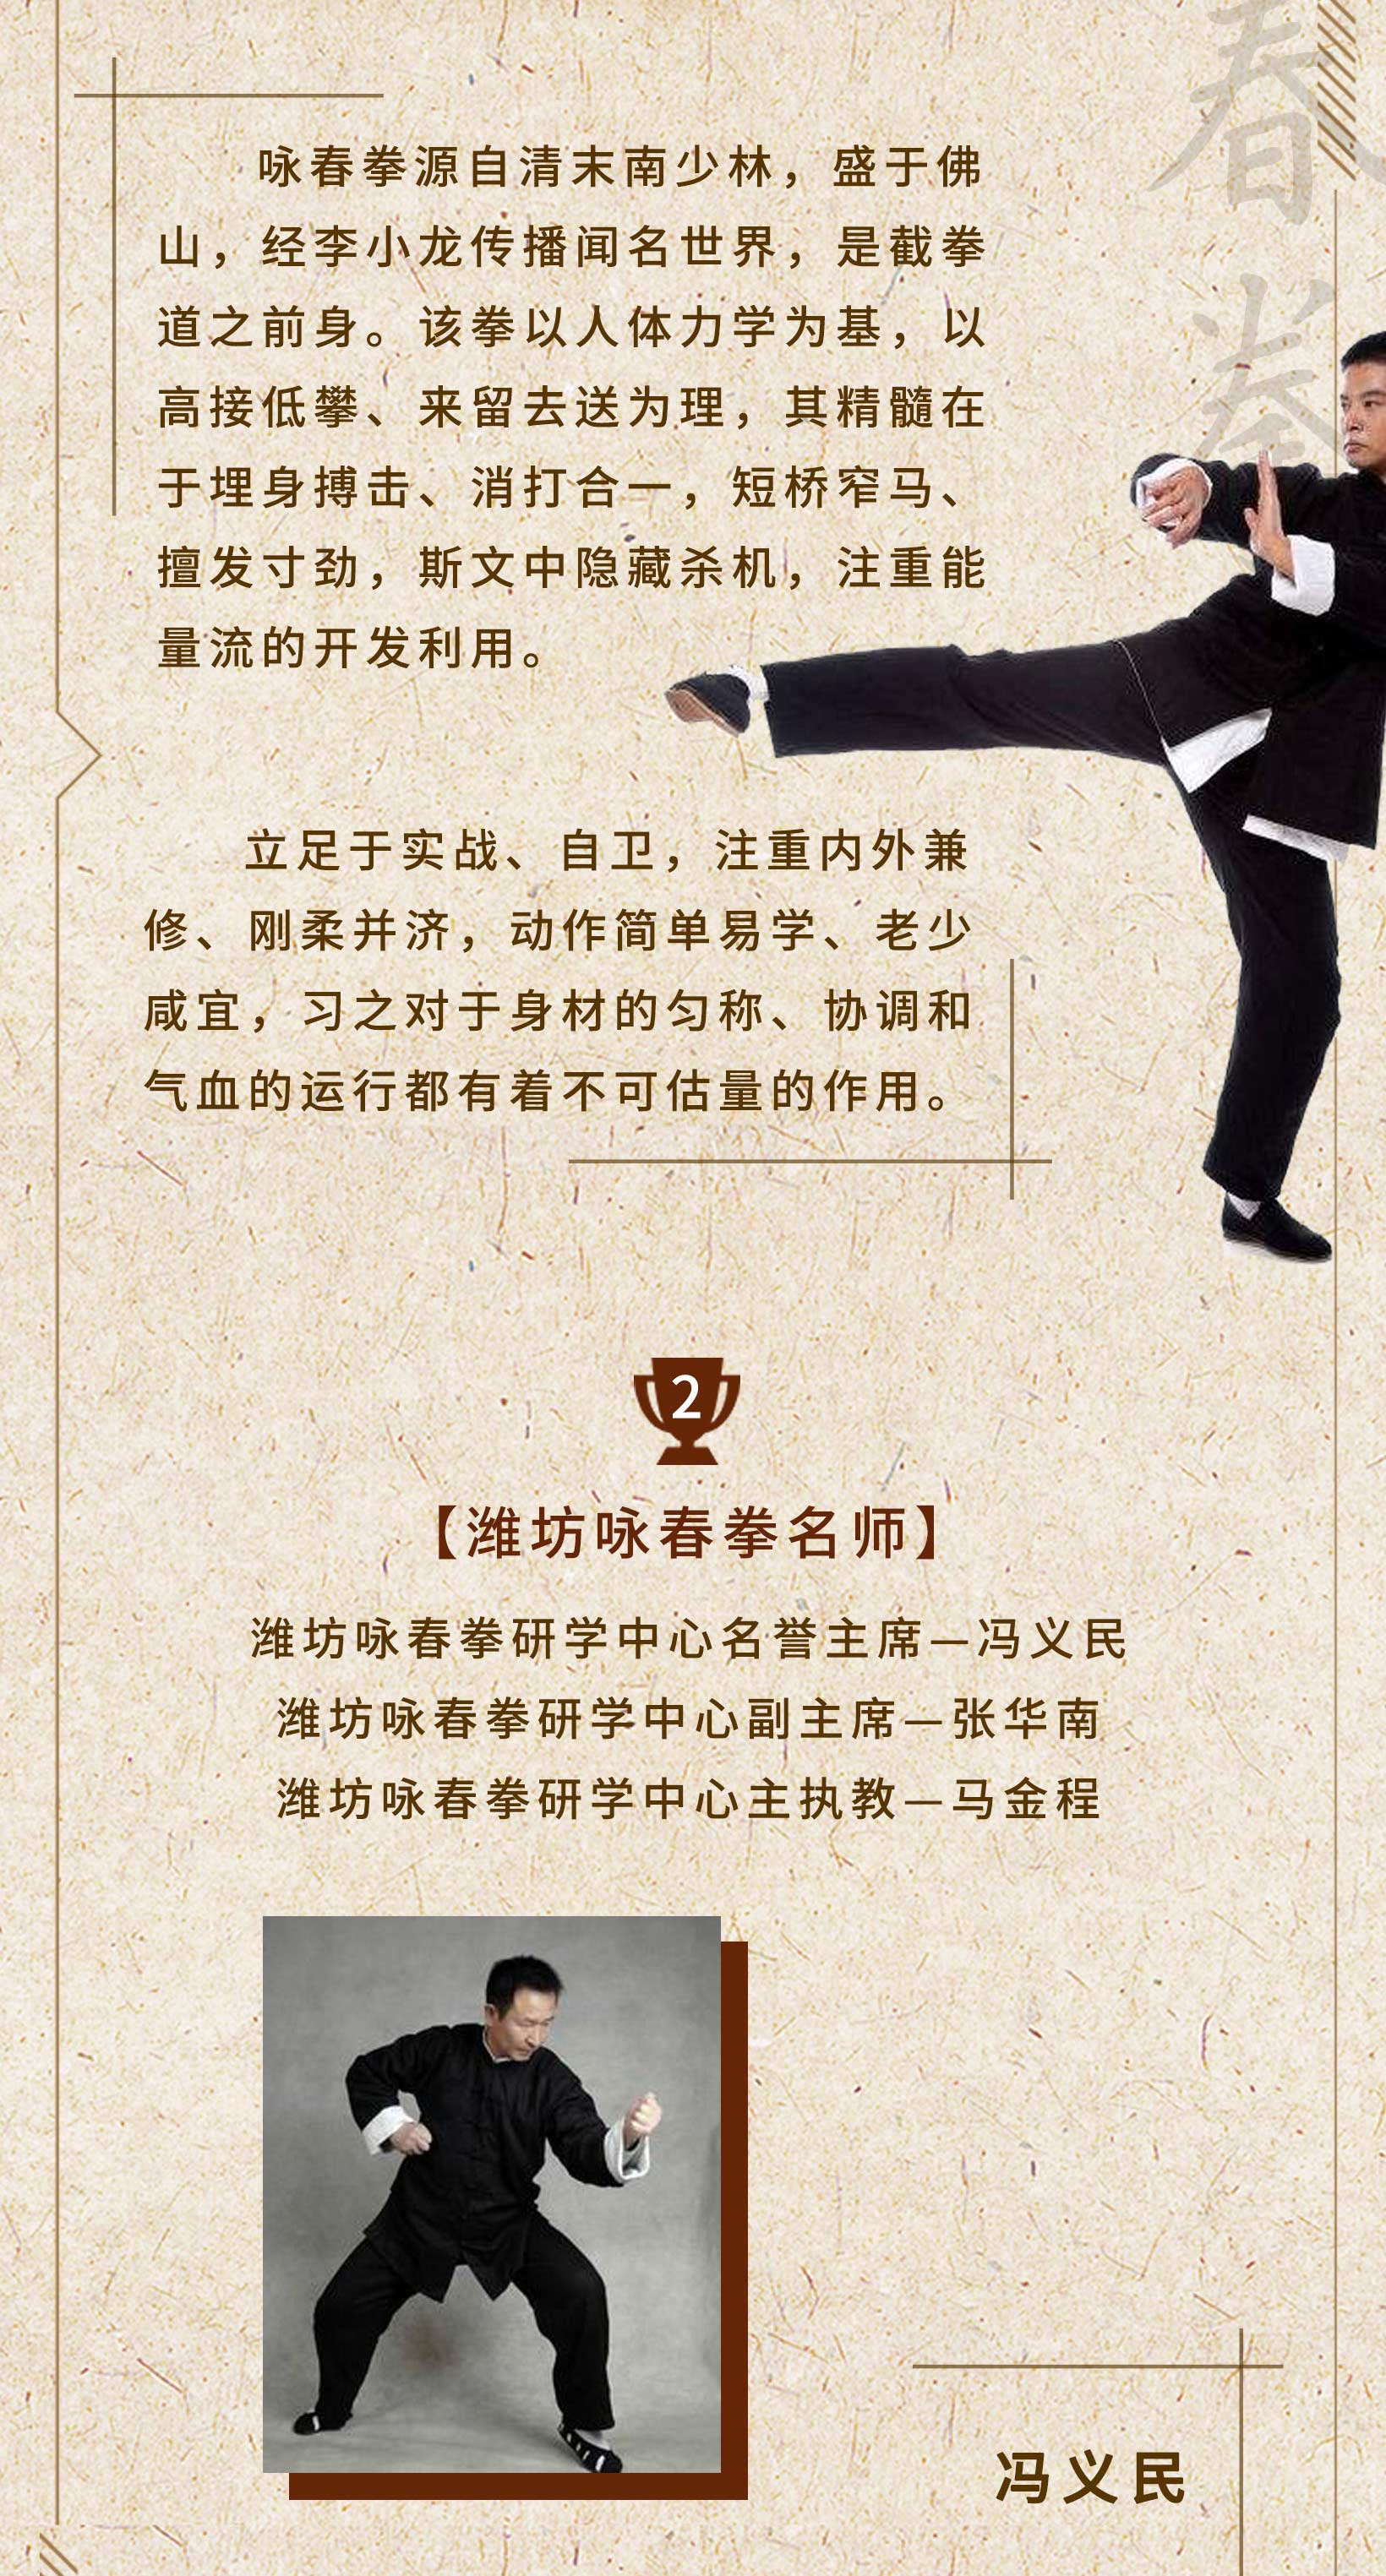 春
拳
咏春拳源自清末南少林，盛于佛
山，经李小龙传播闻名世界，是截拳
道之前身。该拳以人体力学为基，以
高接低攀、来留去送为理，其精髓在
于埋身搏击、消打合一，短桥窄马、
擅发寸劲，斯文中隐藏杀机，注重能
量流的开发利用。
立足于实战、自卫，注重内外兼
修、刚柔并济，动作简单易学、老少
咸宜，习之对于身材的匀称、协调和
气血的运行都有着不可估量的作用。
2
【潍坊咏春拳名师】
潍坊咏春拳研学中心名誉主席—冯义民
潍坊咏春拳研学中心副主席—张华南
潍坊咏春拳研学中心主执教—马金程
冯义民